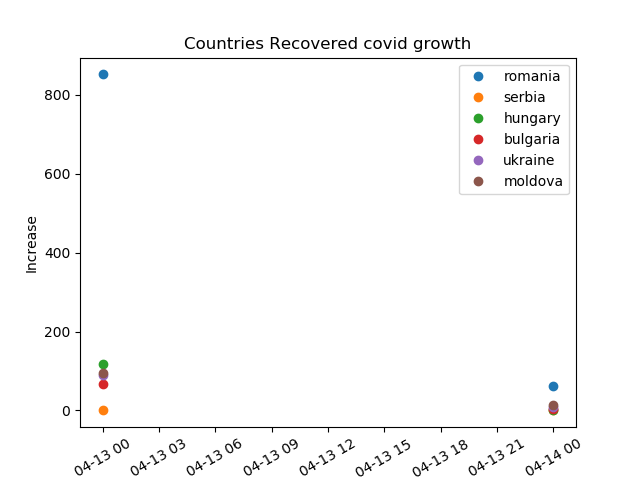 Countries Recovered covid growth
romania
serbia
hungary
bulgaria
ukraine
moldova
Increase
800
600
400
200
0
04-13 00 04-13 03 04-13 06 04-13 09 04-13 12 04-13 15 04-13 18 04-13 21 04-14 00